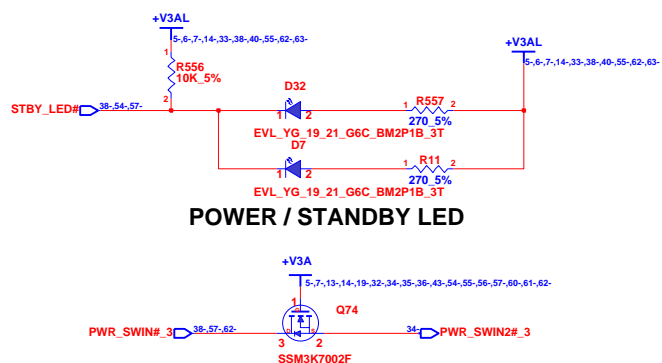 +V3AL
5-,6-,7-,14-,33-,38-,40-,55-,62-,63-
+V3AL
5-,6-,7-,14-,33-,38-,40-,55-,62-,63-
1
R556
10K_5%
2
D32
R557
STBY_LED#
38-,54-,57-
1
2
1
2
270_5%
EVL_YG_19_21_G6C_BM2P1B_3T
D7
R11
1
2
1
2
270_5%
EVL_YG_19_21_G6C_BM2P1B_3T
POWER / STANDBY LED
+V3A
5-,7-,13-,14-,19-,32-,34-,35-,36-,43-,54-,55-,56-,57-,60-,61-,62-
1
Q74
G
PWR_SWIN#_3
38-,57-,62-
D
S
34-
PWR_SWIN2#_3
3
2
SSM3K7002F